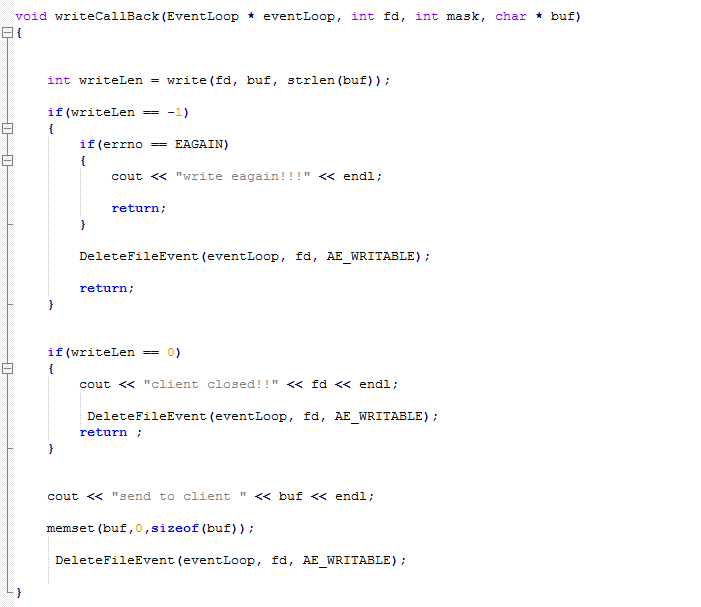 void writeCallBack(EventLoop * eventLoop, int fd, int mask, char * buf)
{
int writeLen = write(fd, buf, strlen(buf));
if(writeLen == -1)
{
if(errno == EAGAIN)
{
cout << "write eagain!!!" << endl;
return;
}
DeleteFileEvent(eventLoop, fd, AE_WRITABLE);
return;
}
if(writeLen == 0)
{
cout << "client closed!!" << fd << endl;
DeleteFileEvent(eventLoop, fd, AE_WRITABLE);
return ;
}
cout << "send to client " << buf << endl;
memset(buf,0,sizeof(buf));
DeleteFileEvent(eventLoop, fd, AE_WRITABLE);
}